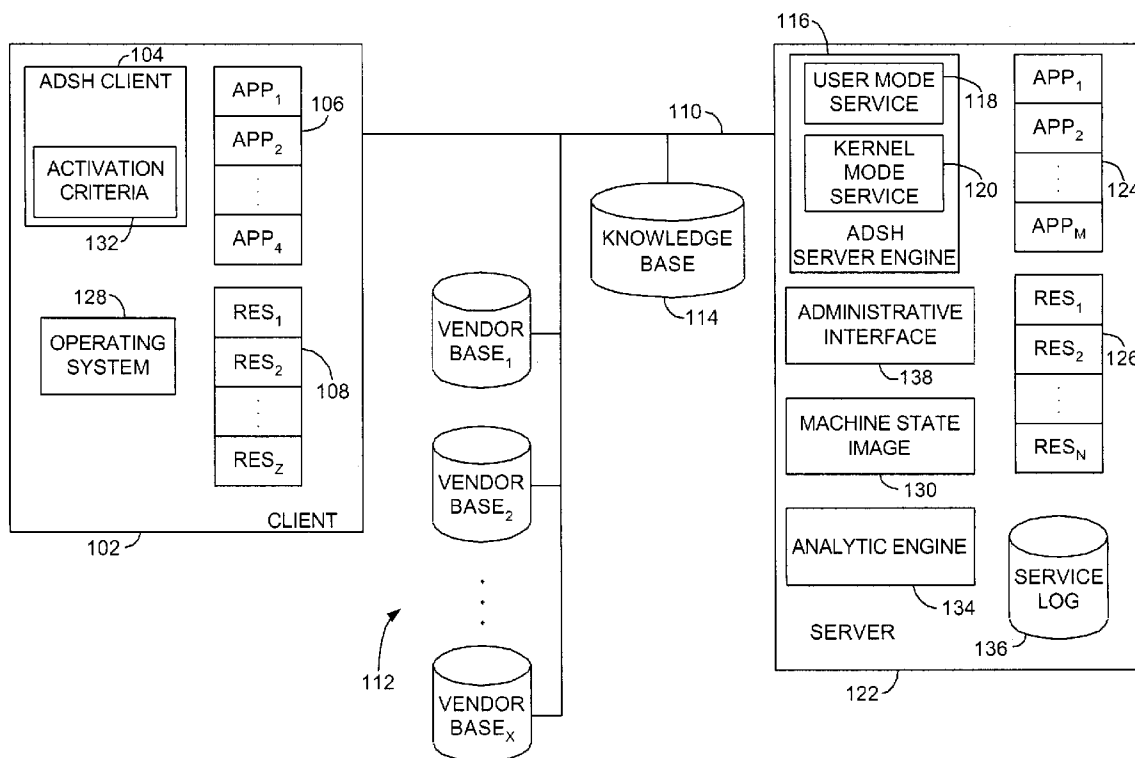 104
ADSH CLIENT
ACTIVATION
CRITERIA
132
APP1
APP2
APP4
106
128
OPERATING
SYSTEM
RES1
RES2
RESZ
108
CLIENT
102
110
KNOWLEDGE
BASE
114
VENDOR
BASE1
VENDOR
BASE2
VENDOR
BASEX
112
116
USER MODE
SERVICE
118
KERNEL
MODE
SERVICE
120
ADSH
SERVER ENGINE
APP1
APP2
APPM
124
ADMINISTRATIVE
INTERFACE
138
RES1
RES2
RESN
126
MACHINE STATE
IMAGE
130
ANALYTIC ENGINE
134
SERVICE
LOG
136
SERVER
122